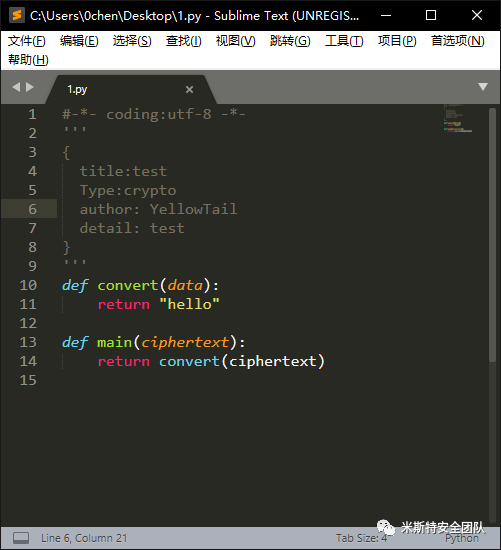 C:\Users\0chen\Desktop\1.py - Sublime Text (UNREGIS...
文件(F) 编辑(E) 选择(S) 查找(I) 视图(V) 跳转(G) 工具(T) 项目(P) 首选项(N)
帮助(H)
1.py ×
1 #-*- coding:utf-8 -*-
2 '''
3 {
4   title:test
5   Type:crypto
6   author: YellowTail
7   detail: test
8 }
9 '''
10 def convert(data):
11     return "hello"
12
13 def main(ciphertext):
14     return convert(ciphertext)
15
米斯特安全团队
Line 6, Column 21 Tab Size: 4 Python